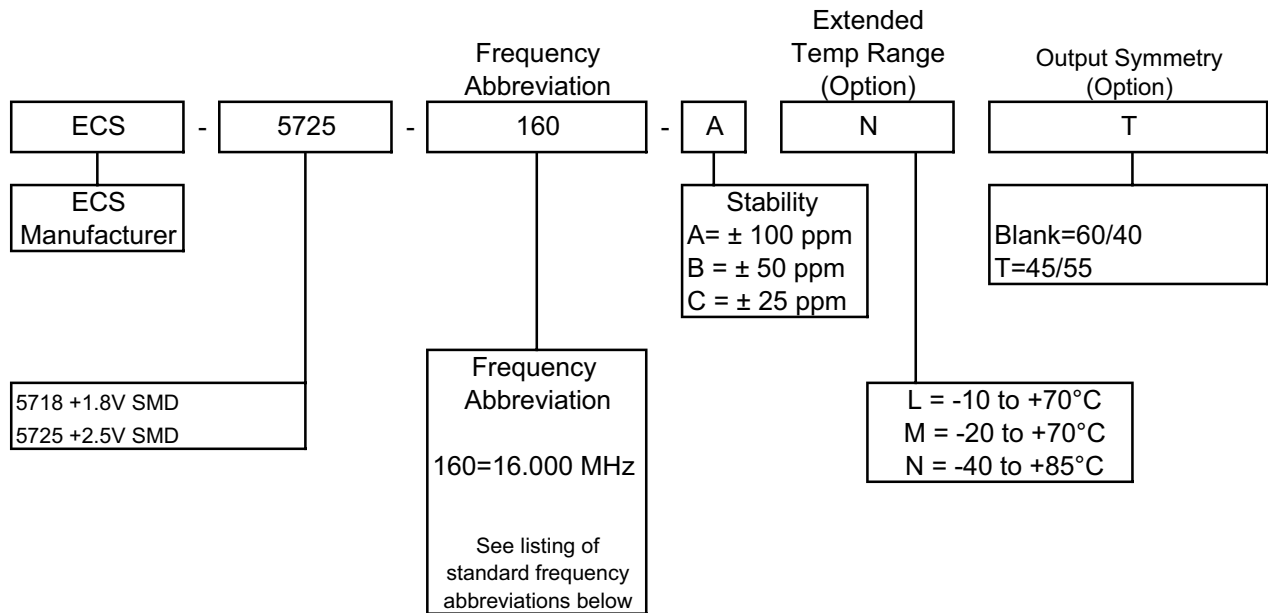 Frequency
Abbreviation
Extended
Temp Range
(Option)
Output Symmetry
(Option)
ECS - 5725 - 160 - A N T
ECS
Manufacturer
Stability
A= ± 100 ppm
B = ± 50 ppm
C = ± 25 ppm
Blank=60/40
T=45/55
5718 +1.8V SMD
5725 +2.5V SMD
Frequency
Abbreviation
160=16.000 MHz
See listing of
standard frequency
abbreviations below
L = -10 to +70°C
M = -20 to +70°C
N = -40 to +85°C